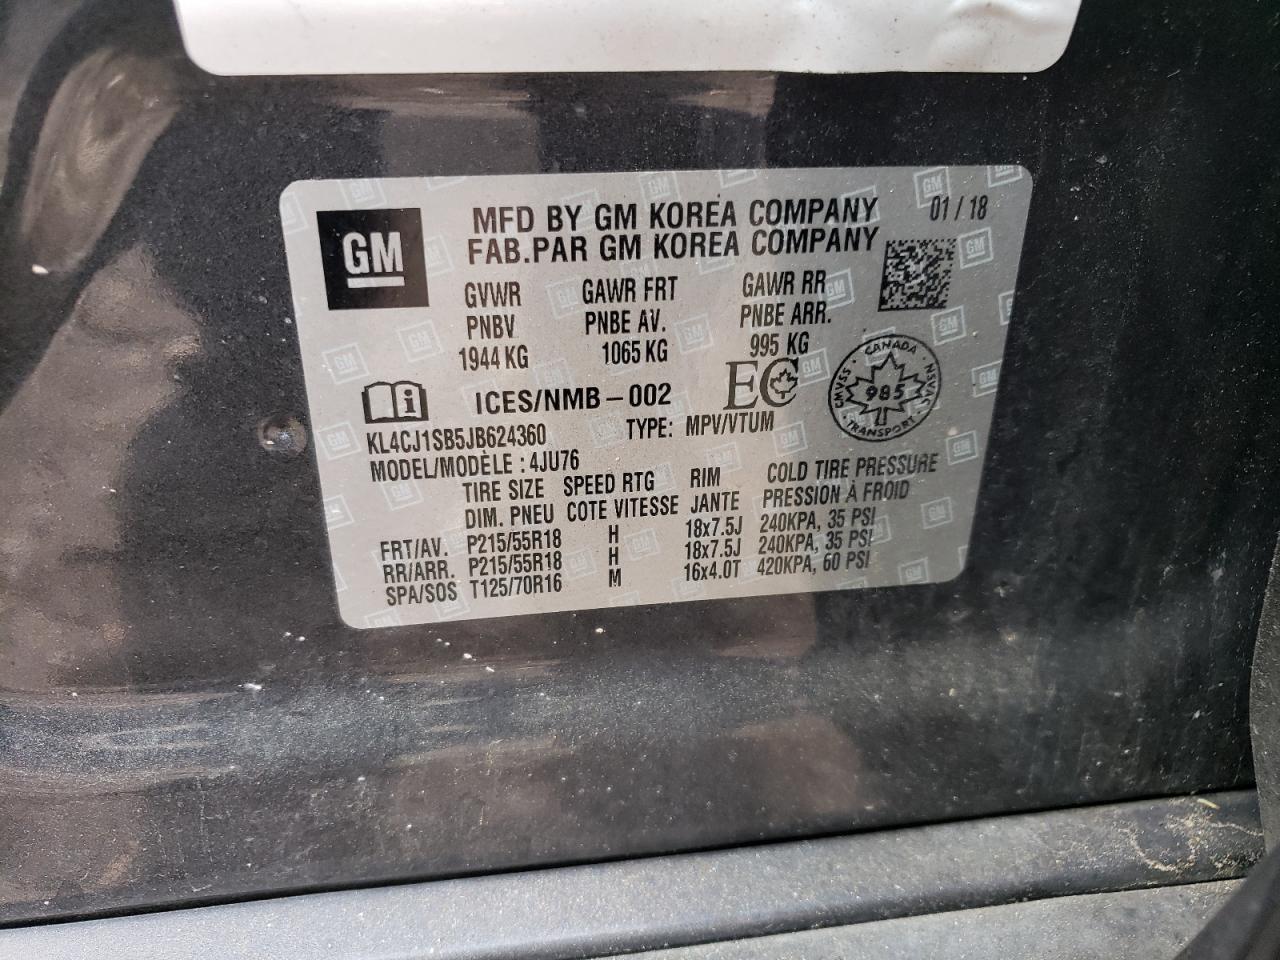 GM
MFD BY GM KOREA COMPANY 01 / 18
FAB.PAR GM KOREA COMPANY
GVWR GAWR FRT GAWR RR
PNBV PNBE AV. PNBE ARR.
1944 KG 1065 KG 995 KG
ICES/NMB-002 EC
CANADA CMVSS NSVAC 985 TRANSPORT
KL4CJ1SB5JB624360 TYPE: MPV/VTUM
MODEL/MODÈLE : 4JU76
TIRE SIZE SPEED RTG RIM COLD TIRE PRESSURE
DIM. PNEU COTE VITESSE JANTE PRESSION À FROID
FRT/AV. P215/55R18 H 18x7.5J 240KPA, 35 PSI
RR/ARR. P215/55R18 H 18x7.5J 240KPA, 35 PSI
SPA/SOS T125/70R16 M 16x4.0T 420KPA, 60 PSI